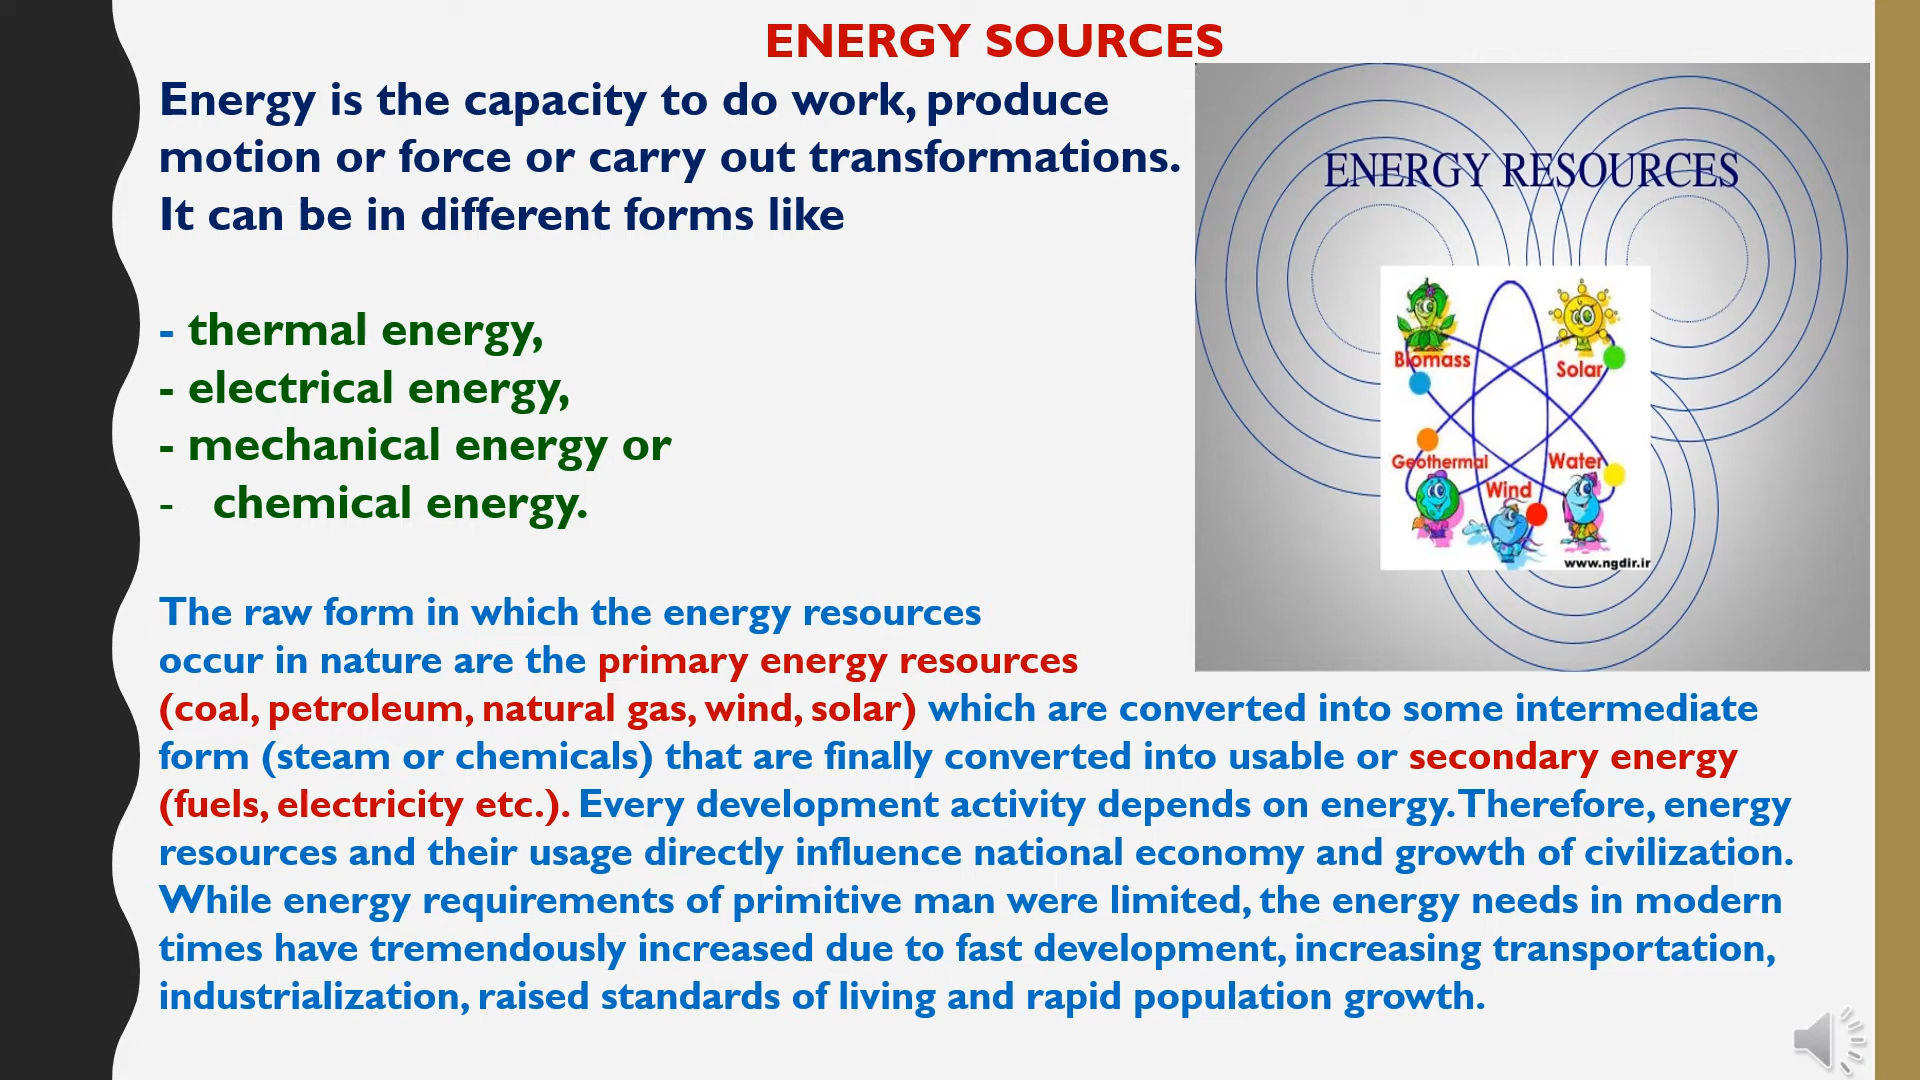 ENERGY SOURCES
Energy is the capacity to do work, produce
motion or force or carry out transformations.
It can be in different forms like
- thermal energy,
- electrical energy,
- mechanical energy or
- chemical energy.
ENERGY RESOURCES
Biomass
Solar
Geothermal
Water
Wind
www.ngdir.ir
The raw form in which the energy resources
occur in nature are the primary energy resources
(coal, petroleum, natural gas, wind, solar) which are converted into some intermediate
form (steam or chemicals) that are finally converted into usable or secondary energy
(fuels, electricity etc.). Every development activity depends on energy. Therefore, energy
resources and their usage directly influence national economy and growth of civilization.
While energy requirements of primitive man were limited, the energy needs in modern
times have tremendously increased due to fast development, increasing transportation,
industrialization, raised standards of living and rapid population growth.